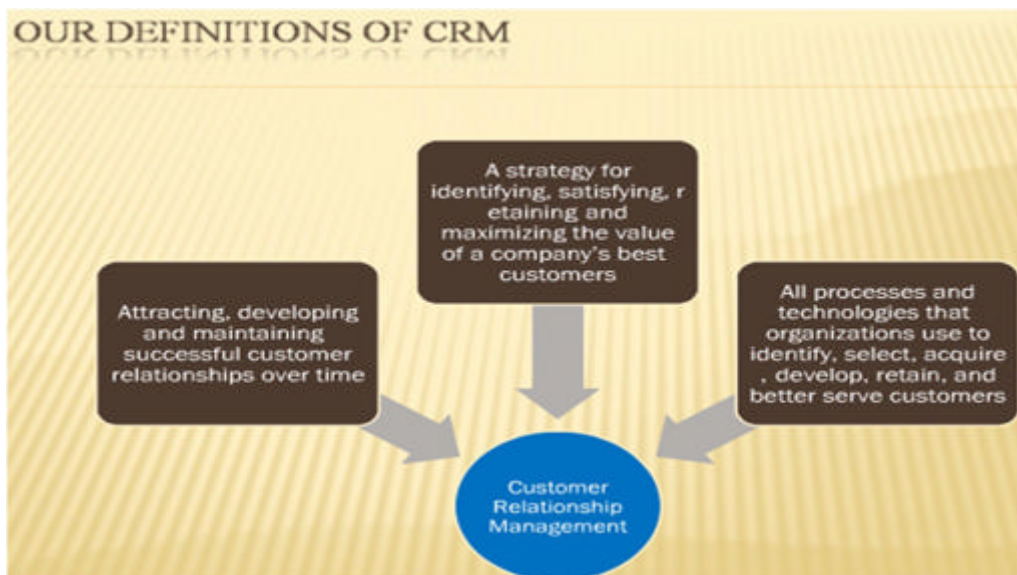 OUR DEFINITIONS OF CRM
A strategy for
identifying, satisfying, r
etaining and
maximizing the value
of a company's best
customers
Attracting, developing
and maintaining
successful customer
relationships over time
All processes and
technologies that
organizations use to
identify, select, acquire
, develop, retain, and
better serve customers
Customer
Relationship
Management